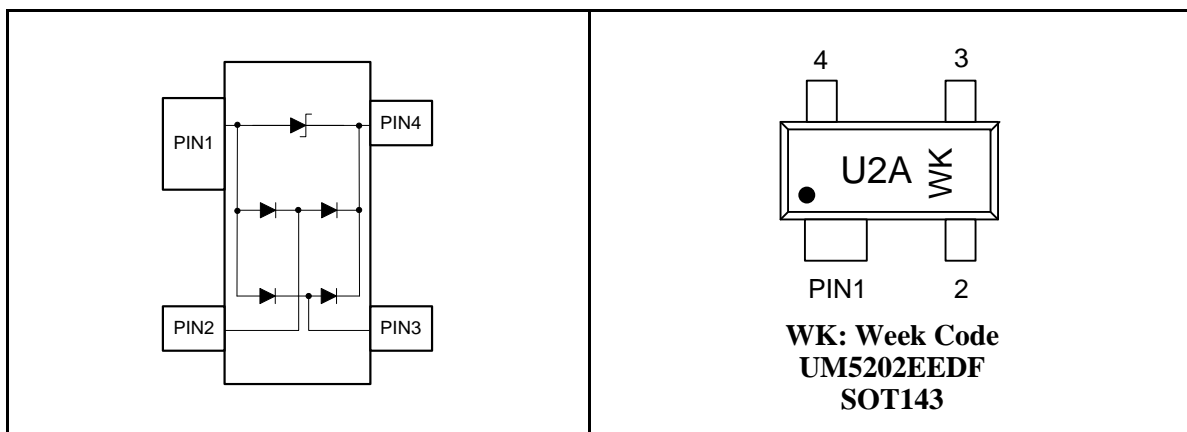 PIN1
PIN4
PIN2
PIN3
4 3
U2A WK
PIN1 2
WK: Week Code
UM5202EEDF
SOT143